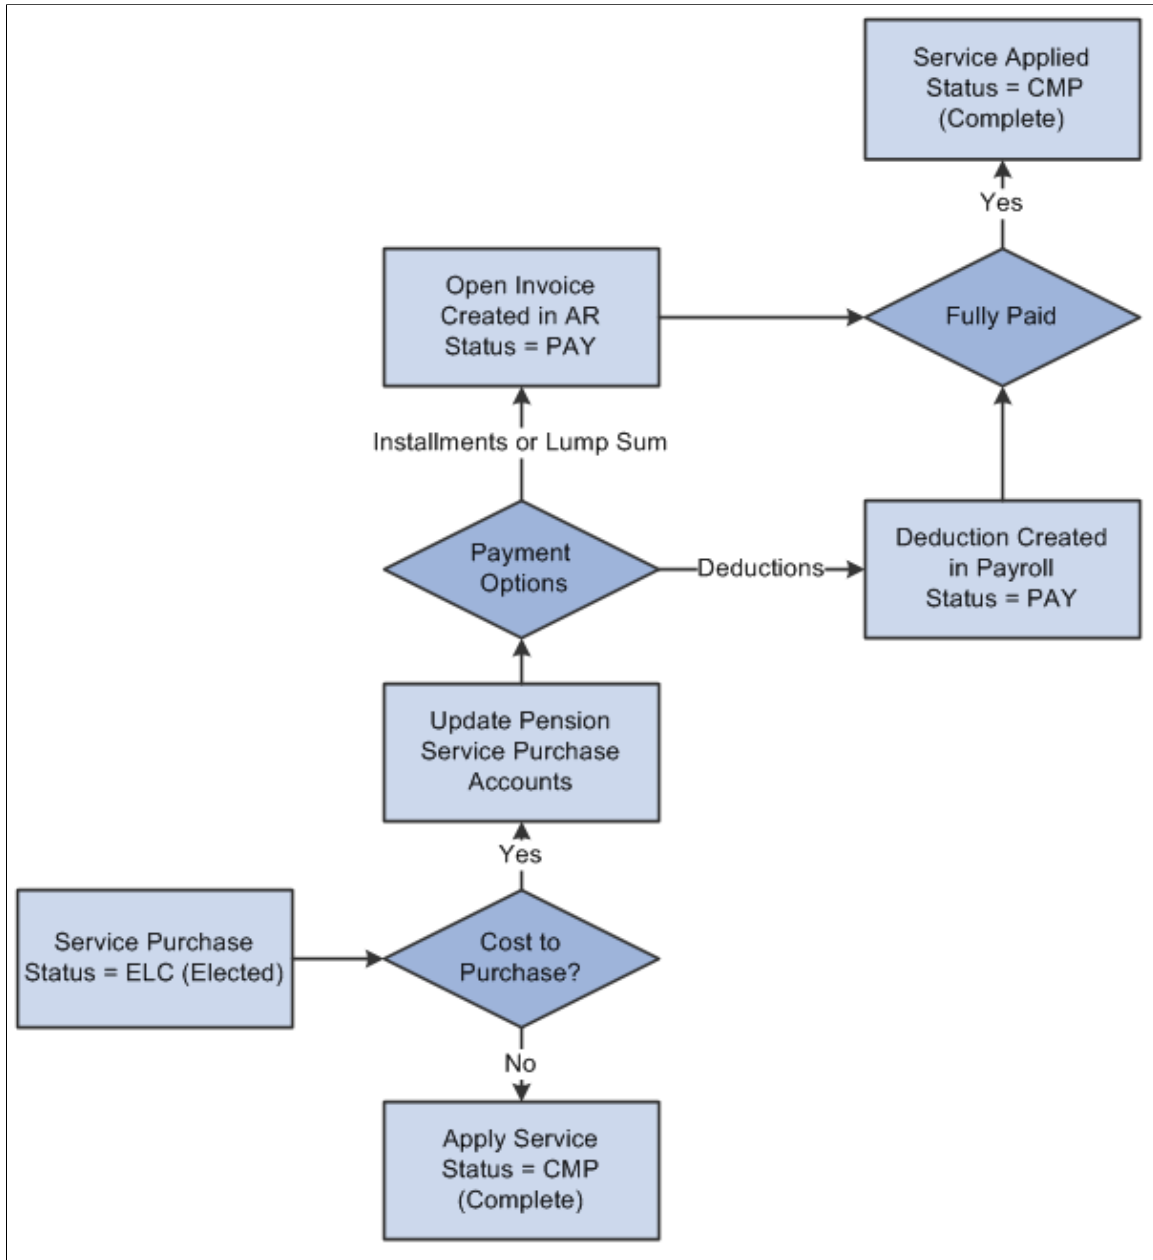 Service Applied
Status = CMP
(Complete)
Yes
Open Invoice
Created in AR
Status = PAY
Fully Paid
Installments or Lump Sum
Payment
Options
Deductions
Deduction Created
in Payroll
Status = PAY
Update Pension
Service Purchase
Accounts
Yes
Service Purchase
Status = ELC (Elected)
Cost to
Purchase?
No
Apply Service
Status = CMP
(Complete)